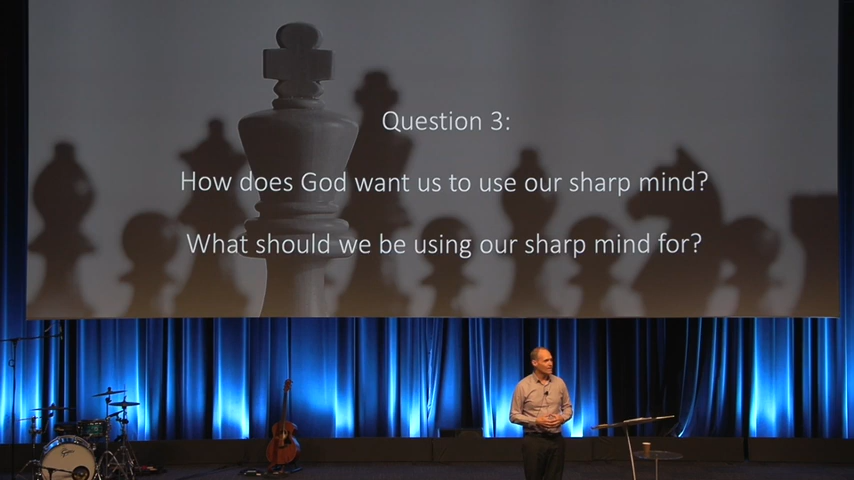 Question 3:
How does God want us to use our sharp mind?
What should we be using our sharp mind for?